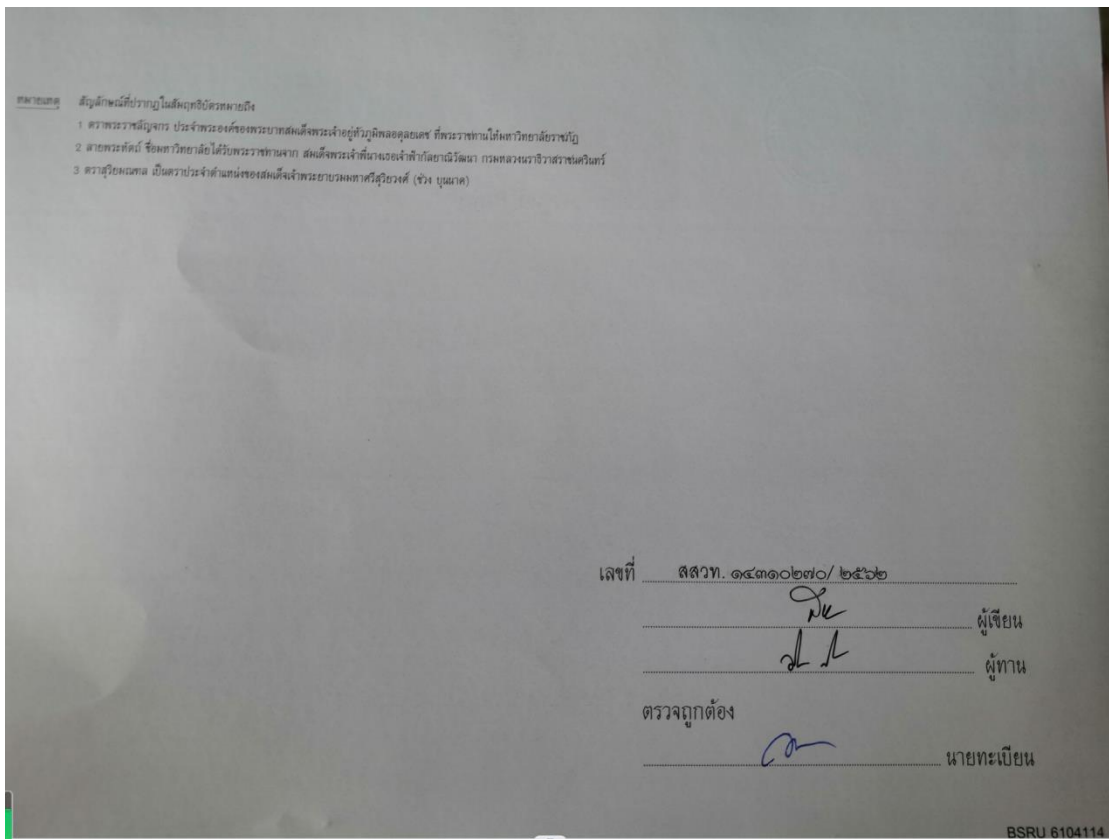 หมายเหตุ สัญลักษณ์ที่ปรากฏในสัมฤทธิบัตรหมายถึง
1 ตราพระราชลัญจกร ประจำพระองค์ของพระบาทสมเด็จพระเจ้าอยู่หัวภูมิพลอดุลยเดช ที่พระราชทานให้มหาวิทยาลัยราชภัฏ
2 ลายพระหัตถ์ ชื่อมหาวิทยาลัยได้รับพระราชทานจาก สมเด็จพระเจ้าพี่นางเธอเจ้าฟ้ากัลยาณิวัฒนา กรมหลวงนราธิวาสราชนครินทร์
3 ตราสุริยมณฑล เป็นตราประจำตำแหน่งของสมเด็จเจ้าพระยาบรมมหาศรีสุริยวงศ์ (ช่วง บุนนาค)
เลขที่ สสวท. ๑๔๓๑๐๒๗๐/ ๒๕๖๒
ผู้เขียน
ผู้ทาน
ตรวจถูกต้อง
นายทะเบียน
BSRU 6104114